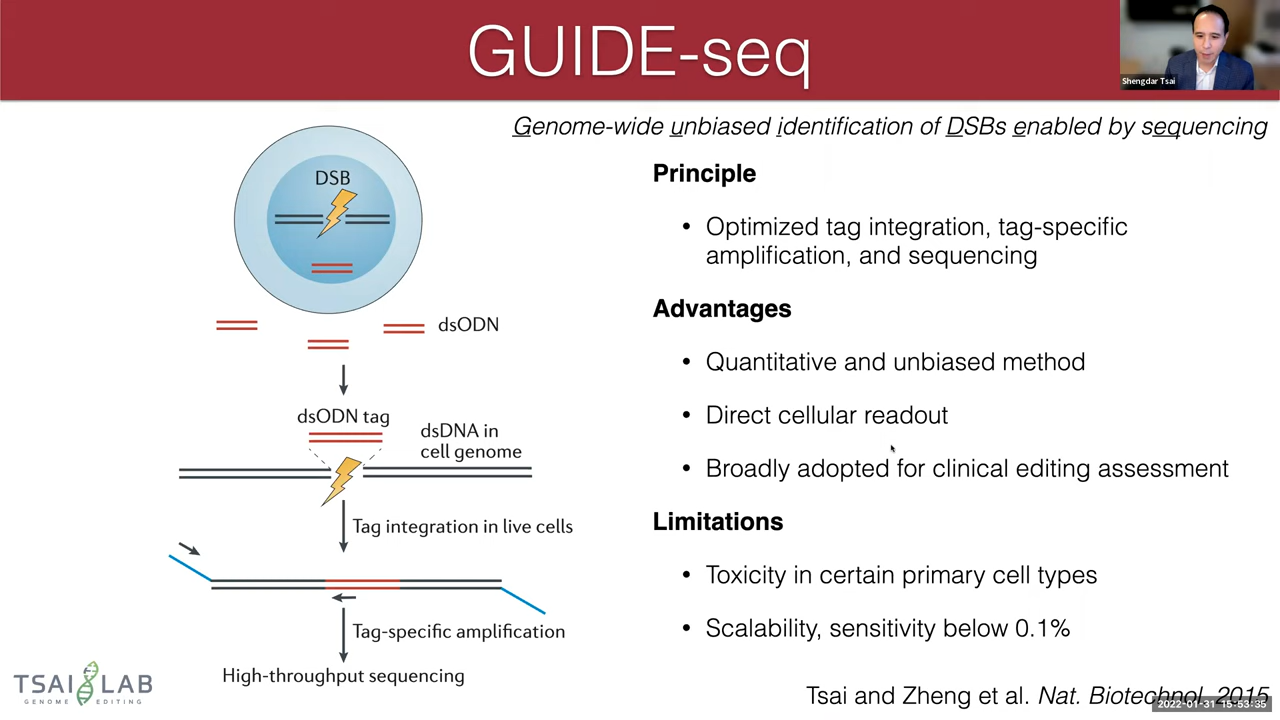 GUIDE-seq
Shengdar Tsai
Genome-wide unbiased identification of DSBs enabled by sequencing
DSB
dsODN
dsODN tag
dsDNA in
cell genome
Tag integration in live cells
Tag-specific amplification
High-throughput sequencing
Principle
• Optimized tag integration, tag-specific
amplification, and sequencing
Advantages
• Quantitative and unbiased method
• Direct cellular readout
• Broadly adopted for clinical editing assessment
Limitations
• Toxicity in certain primary cell types
• Scalability, sensitivity below 0.1%
TSAI LAB
GENOME EDITING
Tsai and Zheng et al. Nat. Biotechnol. 2015
2022-01-31 15:53:35